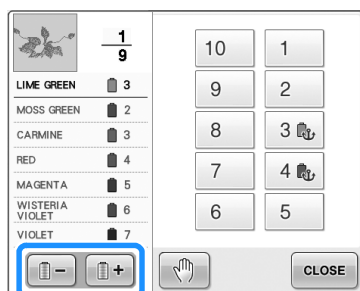 1
9
LIME GREEN 3
MOSS GREEN 2
CARMINE 3
RED 4
MAGENTA 5
WISTERIA
VIOLET 6
VIOLET 7
- +
10 1
9 2
8 3
7 4
6 5
CLOSE